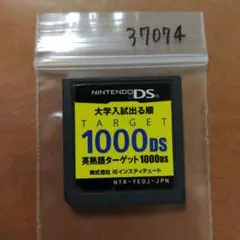 37074
NINTENDO DS
大学入試出る順
TARGET
1000DS
英熟語ターゲット1000DS
株式会社 IEインスティテュート
NTR-YEDJ-JPN